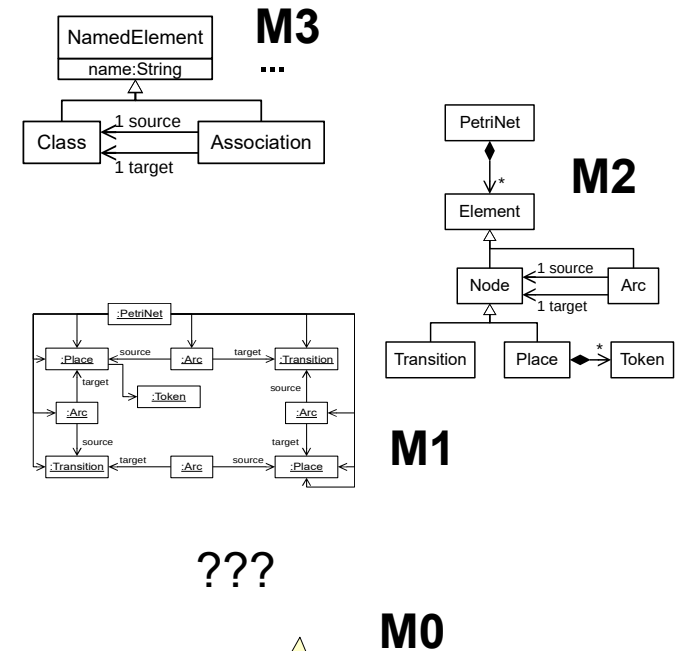 NamedElement
name:String
M3
...
Class
1 source
1 target
Association
PetriNet
*
M2
Element
Node
1 source
1 target
Arc
Transition
Place
*
Token
:PetriNet
:Place
source
:Arc
target
:Transition
target
:Token
source
:Arc
:Arc
source
target
:Transition
target
:Arc
source
:Place
M1
???
M0